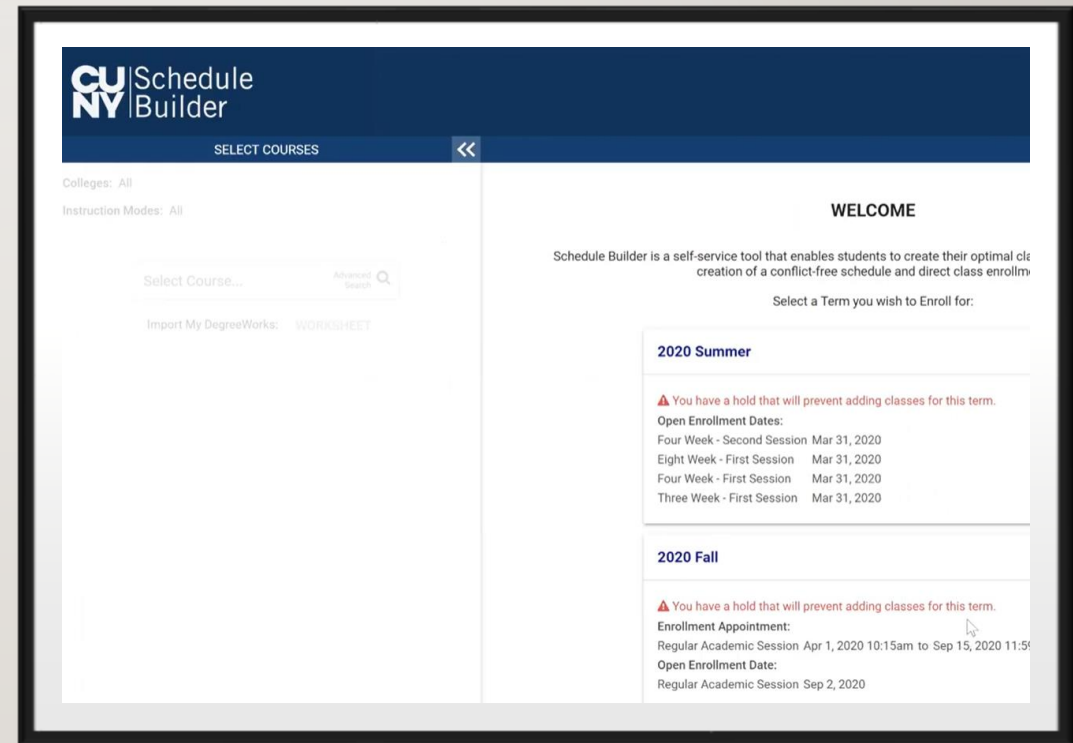 CUNY Schedule
Builder
SELECT COURSES
Colleges: All
Instruction Modes: All
Select Course...
Advanced
Search
Import My DegreeWorks: WORKSHEET
WELCOME
Schedule Builder is a self-service tool that enables students to create their optimal
creation of a conflict-free schedule and direct class
Select a Term you wish to Enroll for:
2020 Summer
You have a hold that will prevent adding classes for this term.
Open Enrollment Dates:
Four Week - Second Session Mar 31, 2020
Eight Week - First Session Mar 31, 2020
Four Week - First Session Mar 31, 2020
Three Week - First Session Mar 31, 2020
2020 Fall
You have a hold that will prevent adding classes for this term.
Enrollment Appointment:
Regular Academic Session Apr 1, 2020 10:15am to Sep 15, 2020
Open Enrollment Date:
Regular Academic Session Sep 2, 2020